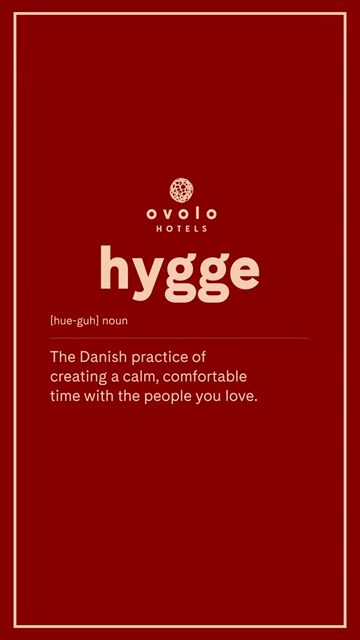 ovolo
HOTELS
hygge
[hue-guh] noun
The Danish practice of
creating a calm, comfortable
time with the people you love.